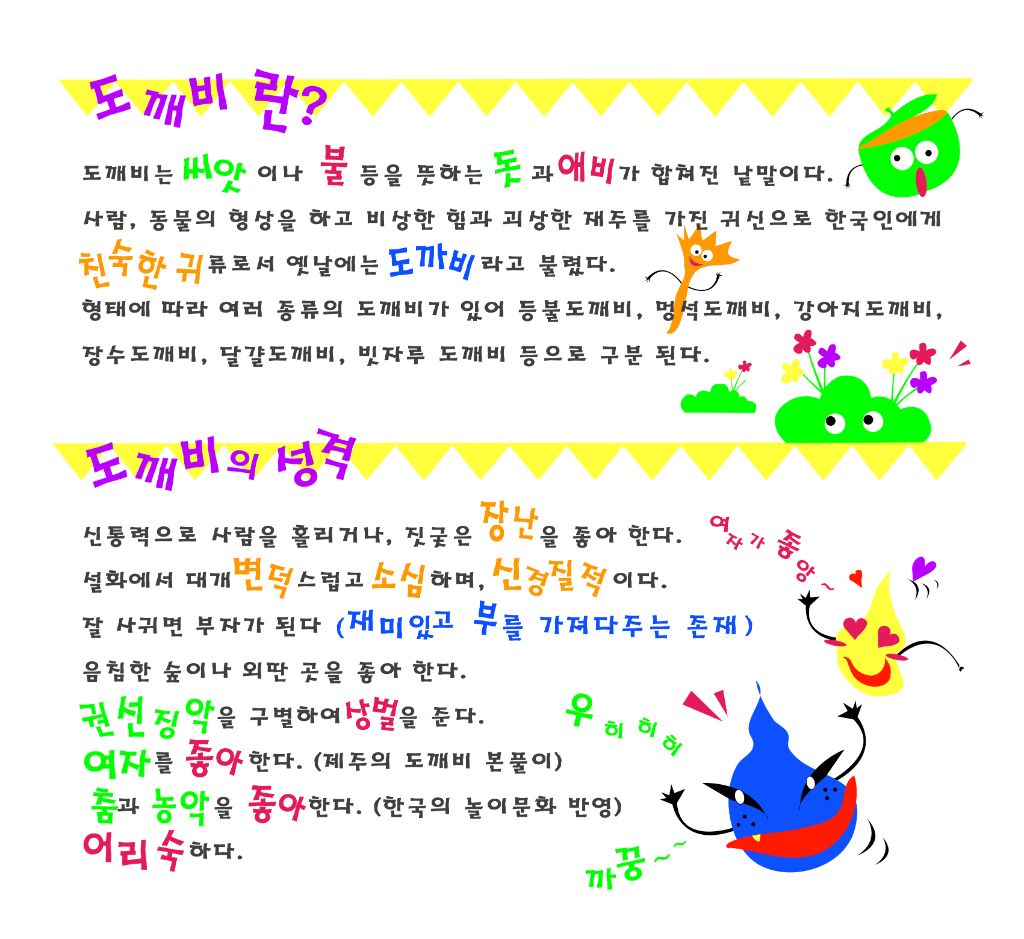 도깨비 란?
도깨비는 씨앗 이나 불 등을 뜻하는 돗 과 애비가 합쳐진 낱말이다.
사람, 동물의 형상을 하고 비상한 힘과 괴상한 재주를 가진 귀신으로 한국인에게
친숙한 귀류로서 옛날에는 도까비라고 불렸다.
형태에 따라 여러 종류의 도깨비가 있어 등불도깨비, 멍석도깨비, 강아지도깨비,
장수도깨비, 달걀도깨비, 빗자루 도깨비 등으로 구분 된다.
도깨비의 성격
신통력으로 사람을 홀리거나, 짓궂은 장난을 좋아 한다.
설화에서 대개변덕스럽고 소심하며, 신경질적이다.
잘 사귀면 부자가 된다 (재미있고 부를 가져다주는 존재)
음침한 숲이나 외딴 곳을 좋아 한다.
권선징악을 구별하여상벌을 준다.
여자를 좋아한다. (제주의 도깨비 본풀이)
춤과 농악을 좋아한다. (한국의 놀이문화 반영)
어리숙하다.
여자가 좋앙~
우히히히
까꿍~~